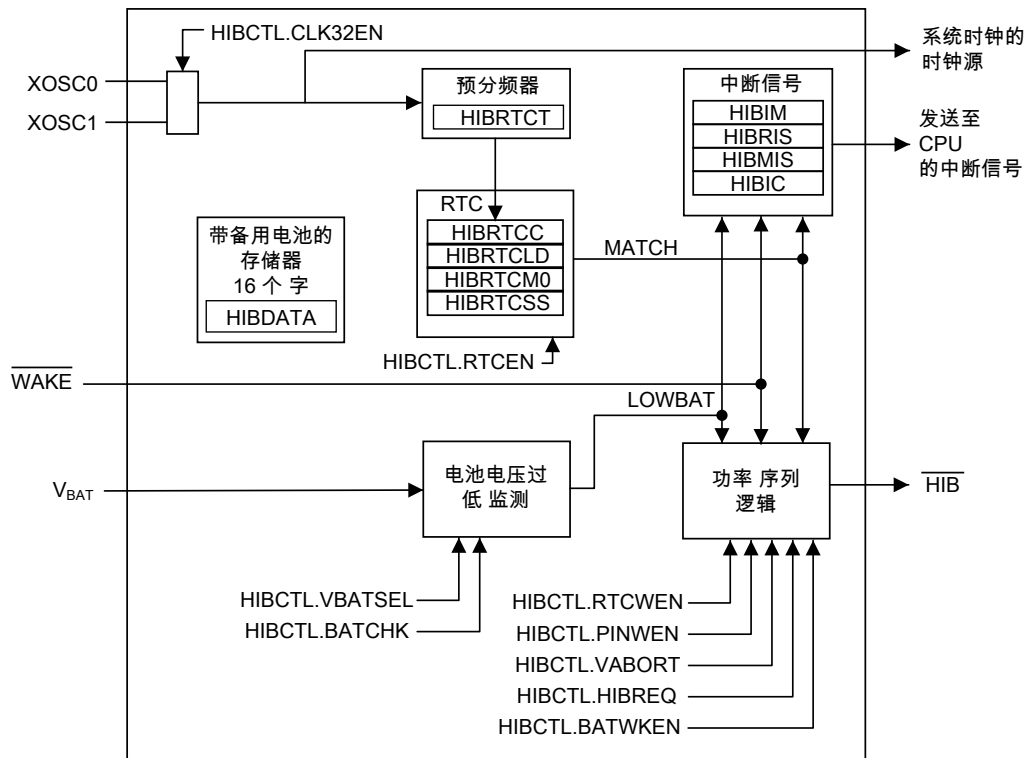 HIBCTL.CLK32EN
系统时钟的
时钟源
XOSC0
XOSC1
预分频器
HIBRTCT
中断信号
HIBIM
HIBRIS
HIBMIS
HIBIC
发送至
CPU
的中断信号
RTC
HIBRTCC
HIBRTCLD
HIBRTCM0
HIBRTCSS
MATCH
带备用电池的
存储器
16 个 字
HIBDATA
HIBCTL.RTCEN
WAKE
LOWBAT
VBAT
电池电压过
低 监测
功率 序列
逻辑
HIB
HIBCTL.VBATSEL
HIBCTL.BATCHK
HIBCTL.RTCWEN
HIBCTL.PINWEN
HIBCTL.VABORT
HIBCTL.HIBREQ
HIBCTL.BATWKEN